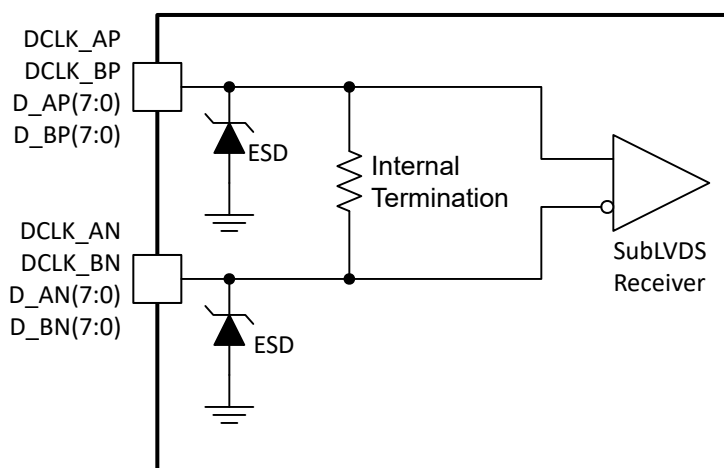 DCLK_AP
DCLK_BP
D_AP(7:0)
D_BP(7:0)
ESD
Internal
Termination
DCLK_AN
DCLK_BN
D_AN(7:0)
D_BN(7:0)
ESD
SubLVDS
Receiver